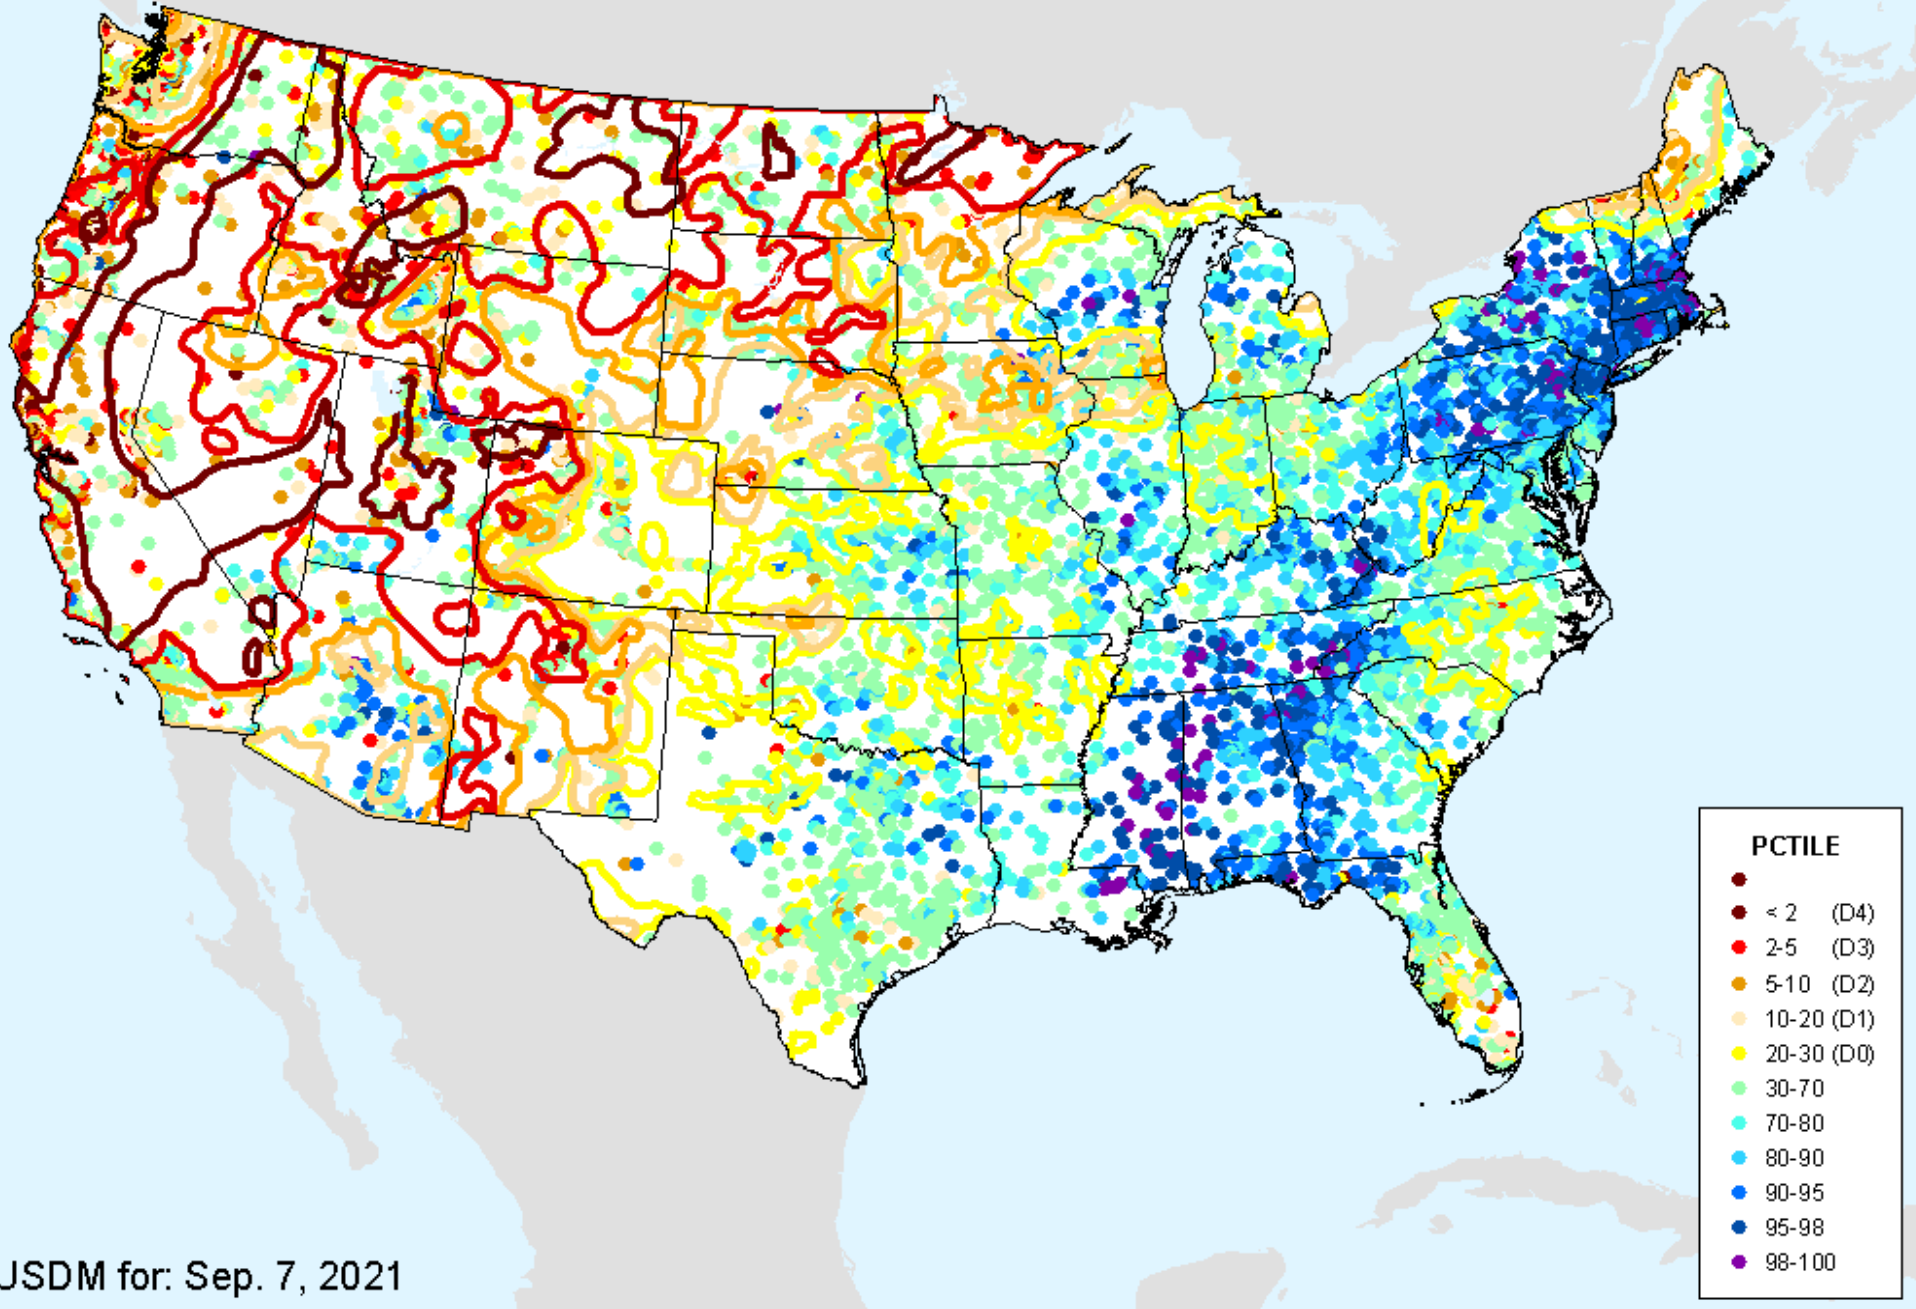 PCTILE
< 2 (D4)
2-5 (D3)
5-10 (D2)
10-20 (D1)
20-30 (D0)
30-70
70-80
80-90
90-95
95-98
98-100
USDM for: Sep. 7, 2021